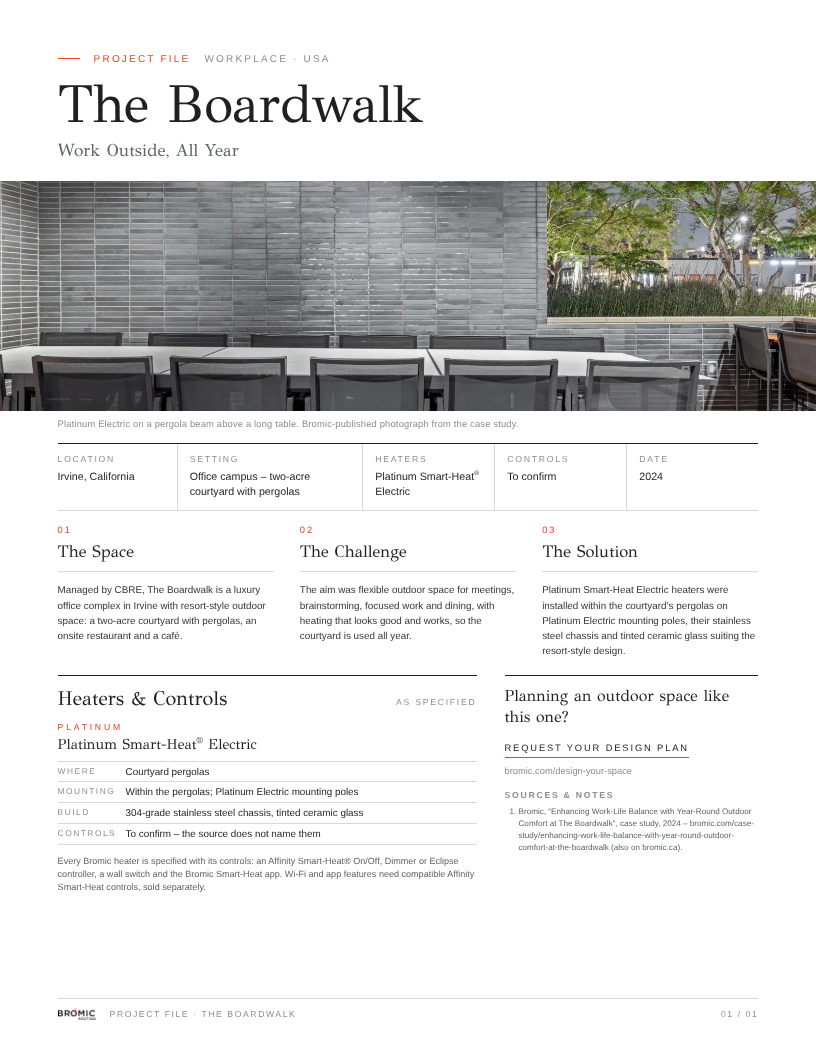 PROJECT FILE WORKPLACE · USA
The Boardwalk
Work Outside, All Year
Platinum Electric on a pergola beam above a long table. Bromic-published photograph from the case study.
LOCATION
Irvine, California
SETTING
Office campus – two-acre
courtyard with pergolas
HEATERS
Platinum Smart-Heat®
Electric
CONTROLS
To confirm
DATE
2024
01
The Space
Managed by CBRE, The Boardwalk is a luxury
office complex in Irvine with resort-style outdoor
space: a two-acre courtyard with pergolas, an
onsite restaurant and a café.
02
The Challenge
The aim was flexible outdoor space for meetings,
brainstorming, focused work and dining, with
heating that looks good and works, so the
courtyard is used all year.
03
The Solution
Platinum Smart-Heat Electric heaters were
installed within the courtyard's pergolas on
Platinum Electric mounting poles, their stainless
steel chassis and tinted ceramic glass suiting the
resort-style design.
Heaters & Controls
AS SPECIFIED
PLATINUM
Platinum Smart-Heat® Electric
WHERE Courtyard pergolas
MOUNTING Within the pergolas; Platinum Electric mounting poles
BUILD 304-grade stainless steel chassis, tinted ceramic glass
CONTROLS To confirm – the source does not name them
Every Bromic heater is specified with its controls: an Affinity Smart-Heat® On/Off, Dimmer or Eclipse
controller, a wall switch and the Bromic Smart-Heat app. Wi-Fi and app features need compatible Affinity
Smart-Heat controls, sold separately.
Planning an outdoor space like
this one?
REQUEST YOUR DESIGN PLAN
bromic.com/design-your-space
SOURCES & NOTES
1. Bromic, “Enhancing Work-Life Balance with Year-Round Outdoor
Comfort at The Boardwalk”, case study, 2024 – bromic.com/case-
study/enhancing-work-life-balance-with-year-round-outdoor-
comfort-at-the-boardwalk (also on bromic.ca).
BROMIC
HEATING
PROJECT FILE · THE BOARDWALK
01 / 01